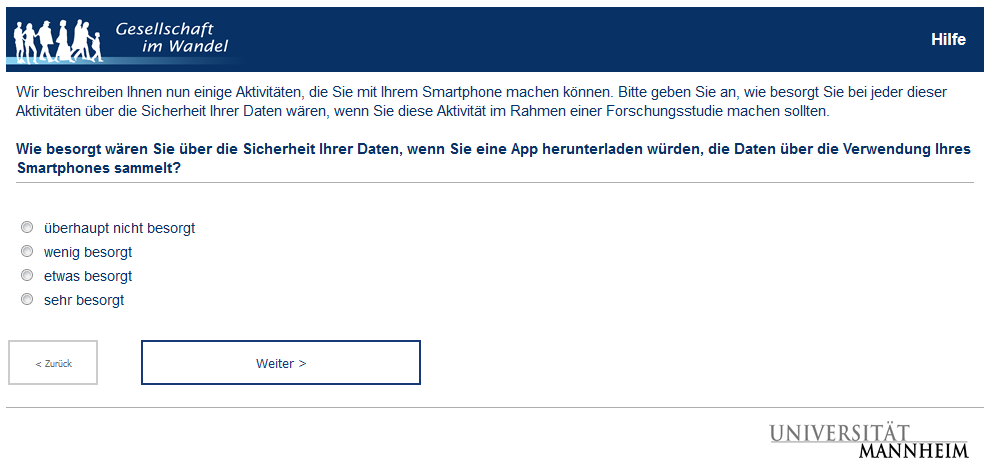 Gesellschaft
im Wandel
Hilfe
Wir beschreiben Ihnen nun einige Aktivitäten, die Sie mit Ihrem Smartphone machen können. Bitte geben Sie an, wie besorgt Sie bei jeder dieser
Aktivitäten über die Sicherheit Ihrer Daten wären, wenn Sie diese Aktivität im Rahmen einer Forschungsstudie machen sollten.
Wie besorgt wären Sie über die Sicherheit Ihrer Daten, wenn Sie eine App herunterladen würden, die Daten über die Verwendung Ihres
Smartphones sammelt?
überhaupt nicht besorgt
wenig besorgt
etwas besorgt
sehr besorgt
< Zurück
Weiter >
UNIVERSITÄT
MANNHEIM